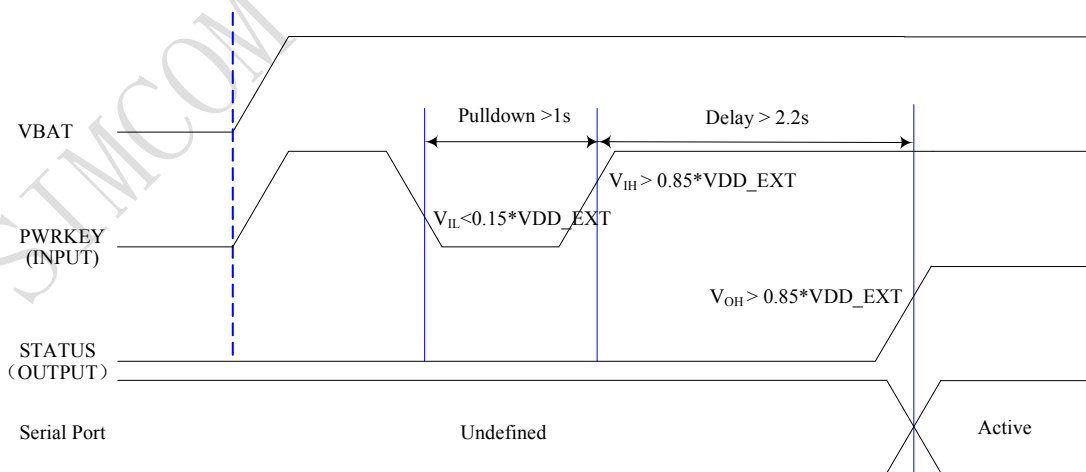 SIMCOM
VBAT
Pulldown >1s
Delay > 2.2s
VIH > 0.85*VDD_EXT
VIL<0.15*VDD_EXT
PWRKEY
(INPUT)
VOH > 0.85*VDD_EXT
STATUS
（OUTPUT）
Serial Port
Undefined
Active